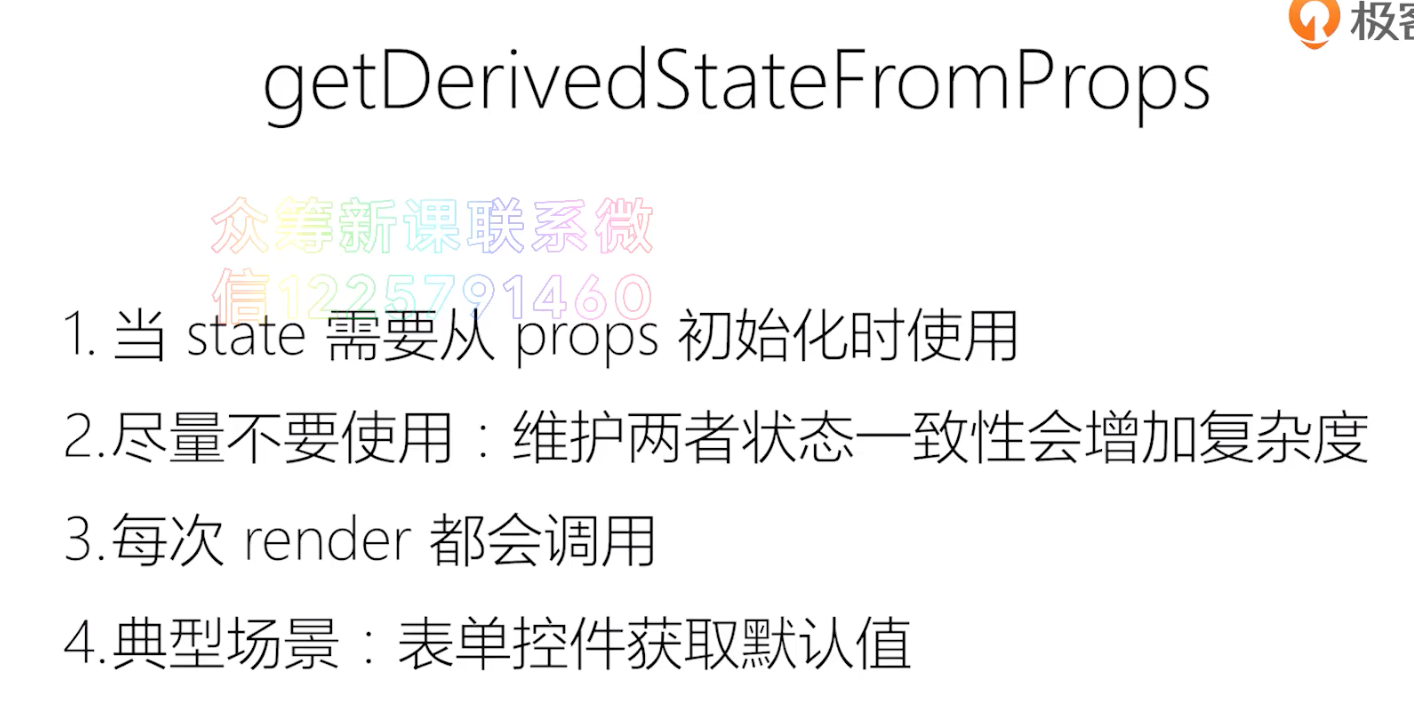 极客
getDerivedStateFromProps
众筹新课联系微
信1225791460
1. 当 state 需要从 props 初始化时使用
2.尽量不要使用：维护两者状态一致性会增加复杂度
3.每次 render 都会调用
4.典型场景：表单控件获取默认值